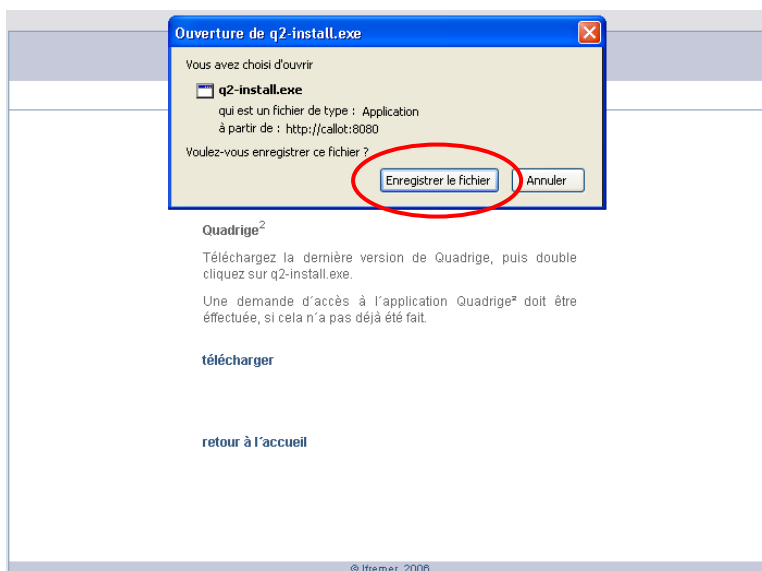 Ouverture de q2-install.exe
Vous avez choisi d'ouvrir
q2-install.exe
qui est un fichier de type : Application
à partir de : http://callot:8080
Voulez-vous enregistrer ce fichier ?
Enregistrer le fichier Annuler
Quadrige²
Téléchargez la dernière version de Quadrige, puis double
cliquez sur q2-install.exe.
Une demande d´accès à l´application Quadrige² doit être
éffectuée, si cela n´a pas déjà été fait.
télécharger
retour à l´accueil
© Ifremer, 2006